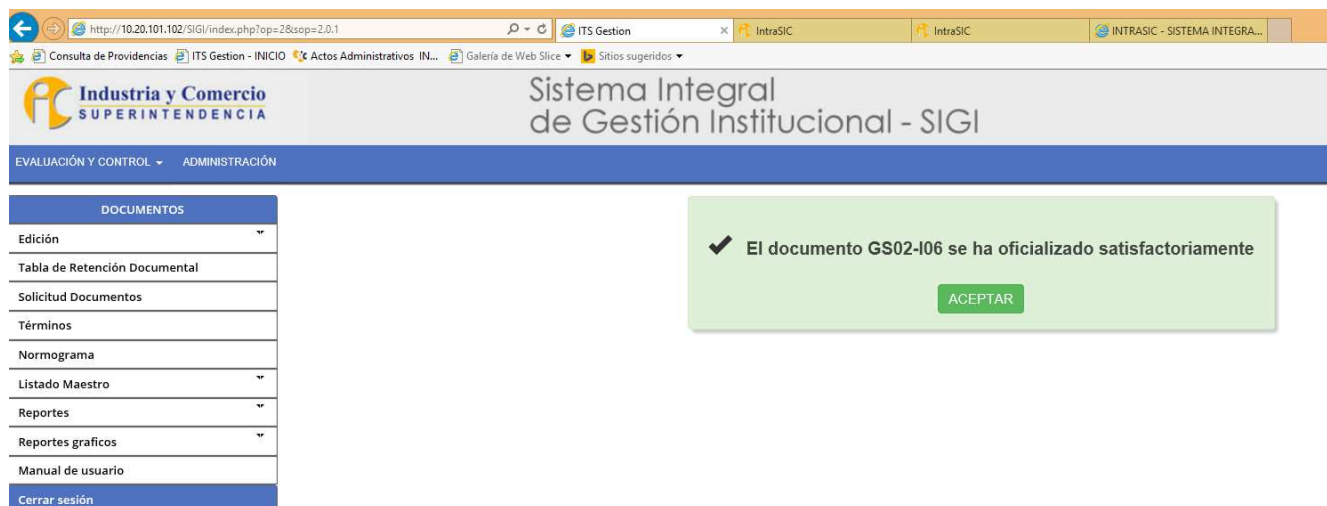 http://10.20.101.102/SIGI/index.php?op=2&sop=2.0.1
ITS Gestion
IntraSIC
IntraSIC
INTRASIC - SISTEMA INTEGRA...
Consulta de Providencias
ITS Gestion - INICIO
Actos Administrativos IN...
Galería de Web Slice
Sitios sugeridos
Industria y Comercio
SUPERINTENDENCIA
Sistema Integral
de Gestión Institucional - SIGI
EVALUACIÓN Y CONTROL
ADMINISTRACIÓN
DOCUMENTOS
Edición
Tabla de Retención Documental
Solicitud Documentos
Términos
Normograma
Listado Maestro
Reportes
Reportes graficos
Manual de usuario
Cerrar sesión
El documento GS02-I06 se ha oficializado satisfactoriamente
ACEPTAR